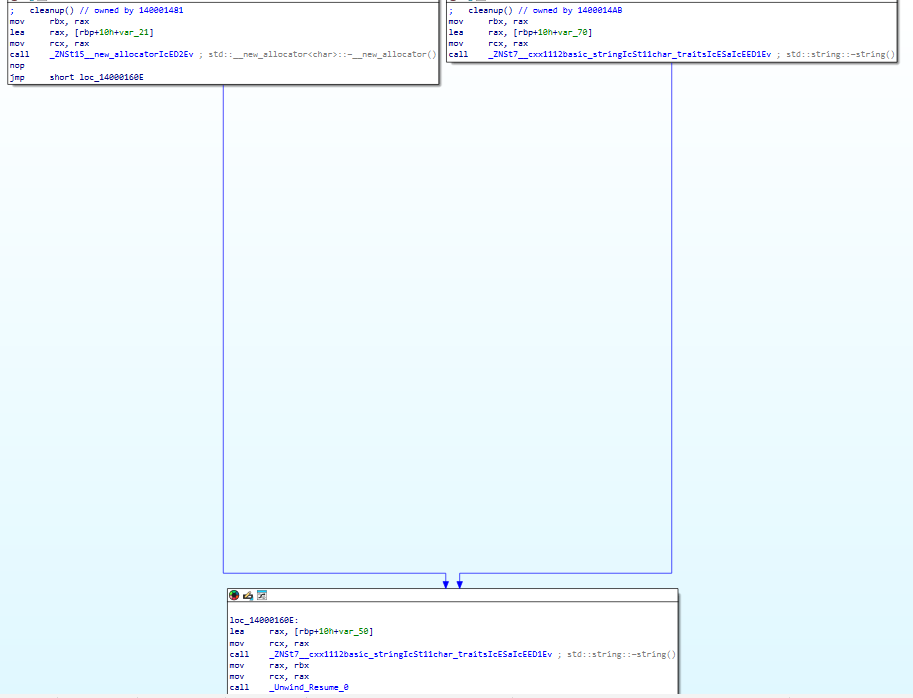 ;   cleanup() // owned by 140001481
mov     rbx, rax
lea     rax, [rbp+10h+var_21]
mov     rcx, rax
call    _ZNSt15__new_allocatorIcED2Ev ; std::__new_allocator<char>::~__new_allocator()
nop
jmp     short loc_14000160E
;   cleanup() // owned by 1400014AB
mov     rbx, rax
lea     rax, [rbp+10h+var_70]
mov     rcx, rax
call    _ZNSt7__cxx1112basic_stringIcSt11char_traitsIcESaIcEED1Ev ; std::string::~string()
loc_14000160E:
lea     rax, [rbp+10h+var_50]
mov     rcx, rax
call    _ZNSt7__cxx1112basic_stringIcSt11char_traitsIcESaIcEED1Ev ; std::string::~string()
mov     rax, rbx
mov     rcx, rax
call    _Unwind_Resume_0